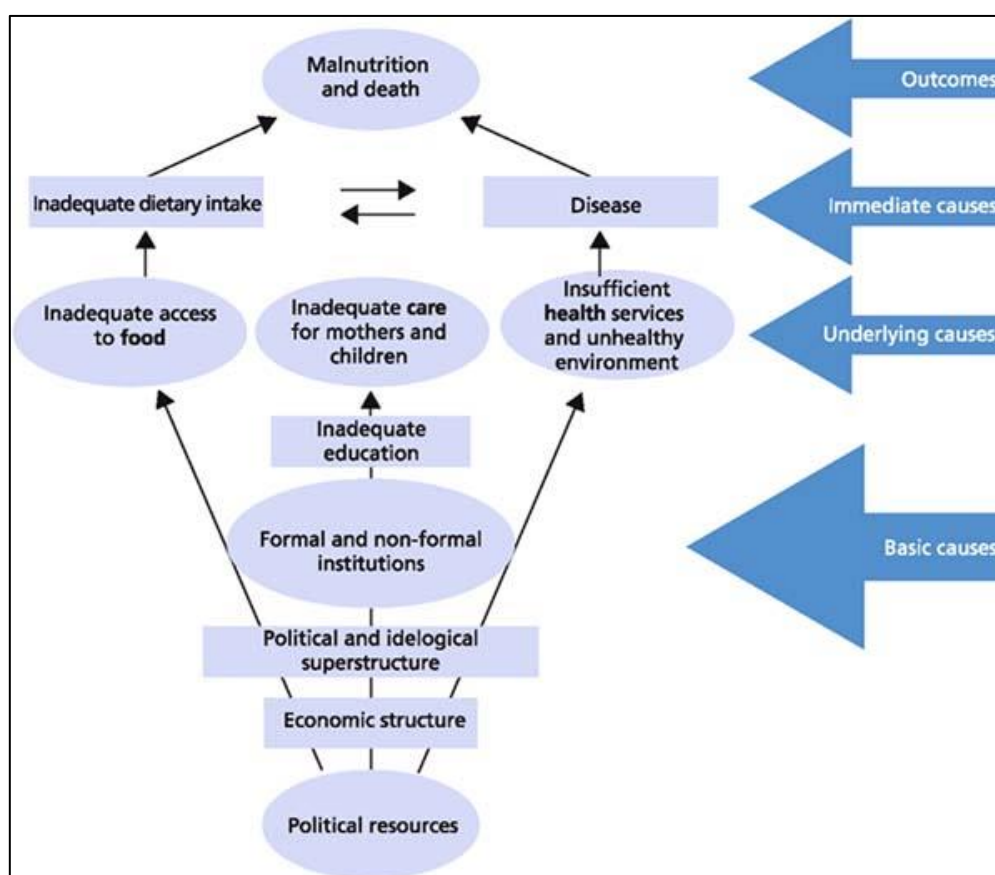 Malnutrition
and death
Outcomes
Inadequate dietary intake
Disease
Immediate causes
Inadequate access
to food
Inadequate care
for mothers and
children
Insufficient
health services
and unhealthy
environment
Underlying causes
Inadequate
education
Formal and non-formal
institutions
Basic causes
Political and idelogical
superstructure
Economic structure
Political resources